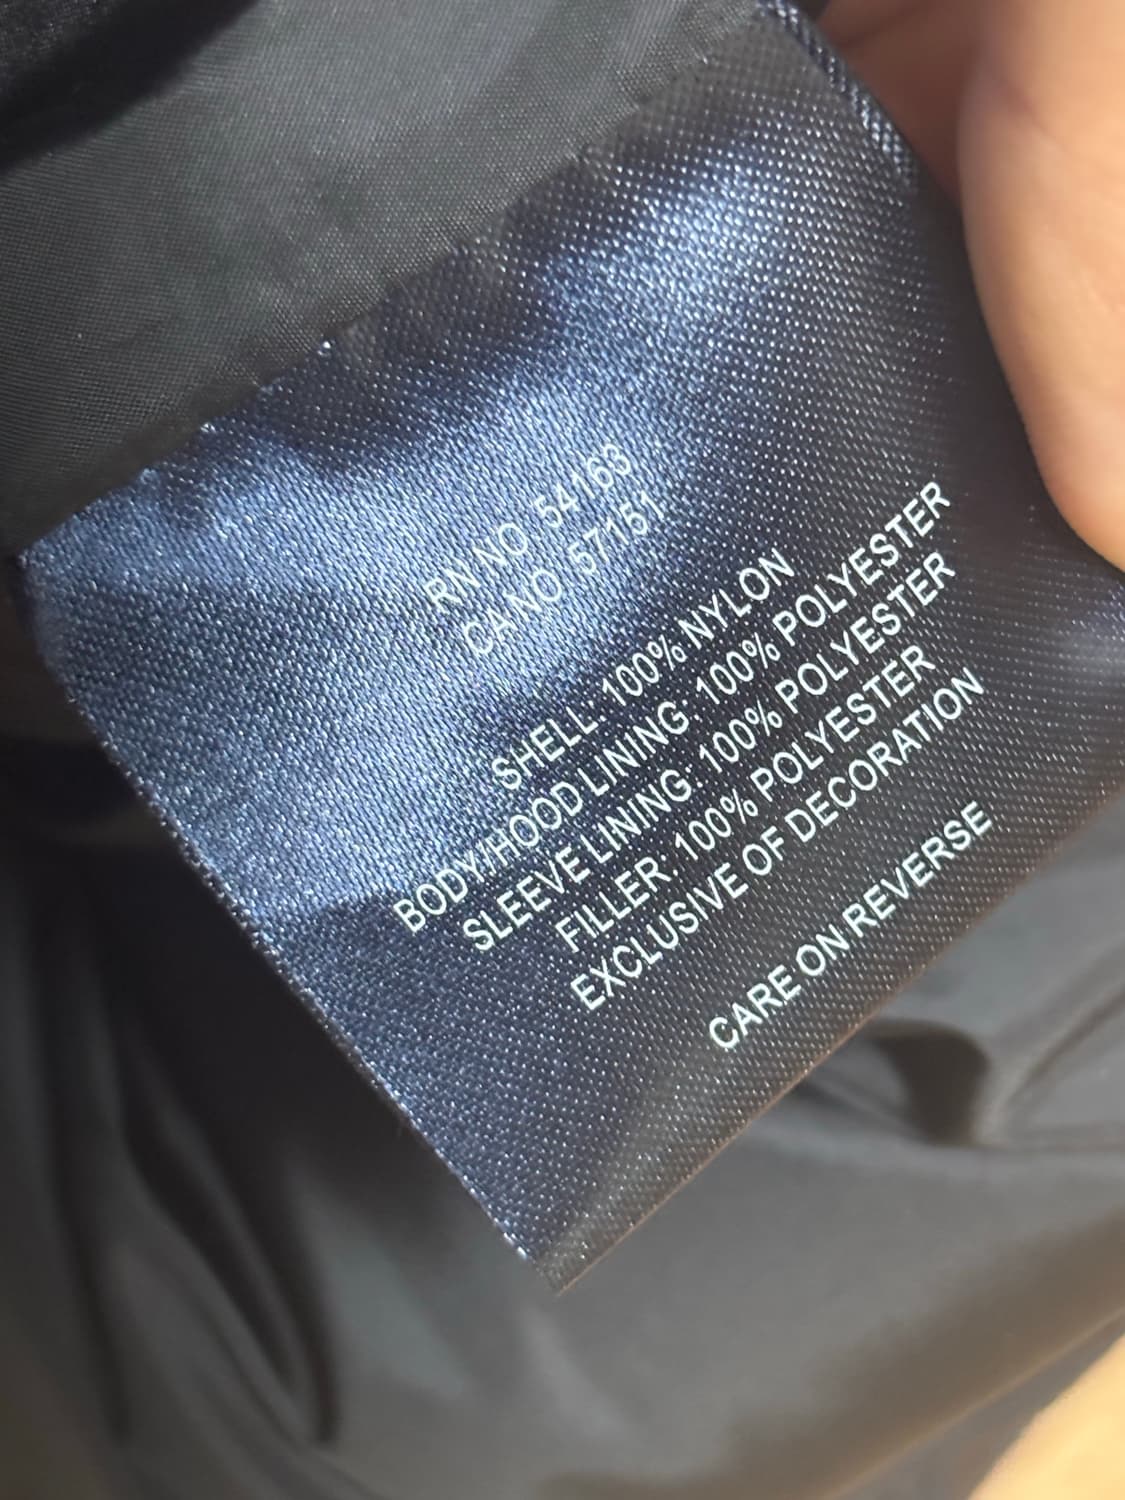 RN NO 54163
CA NO 57151
SHELL: 100% NYLON
BODY/HOOD LINING: 100% POLYESTER
SLEEVE LINING: 100% POLYESTER
FILLER: 100% POLYESTER
EXCLUSIVE OF DECORATION
CARE ON REVERSE